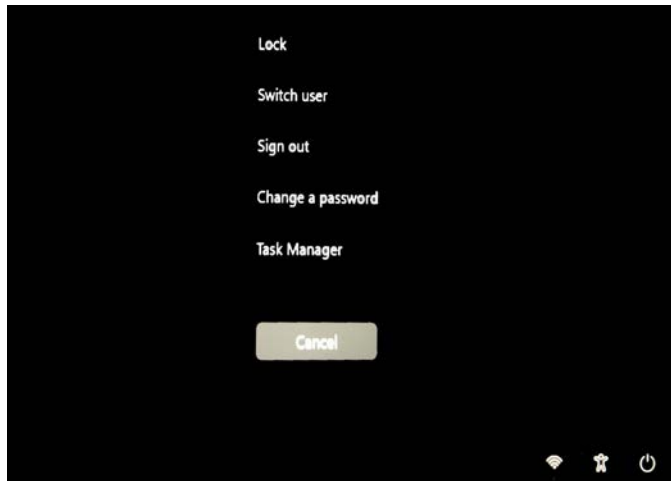 Lock
Switch user
Sign out
Change a password
Task Manager
Cancel